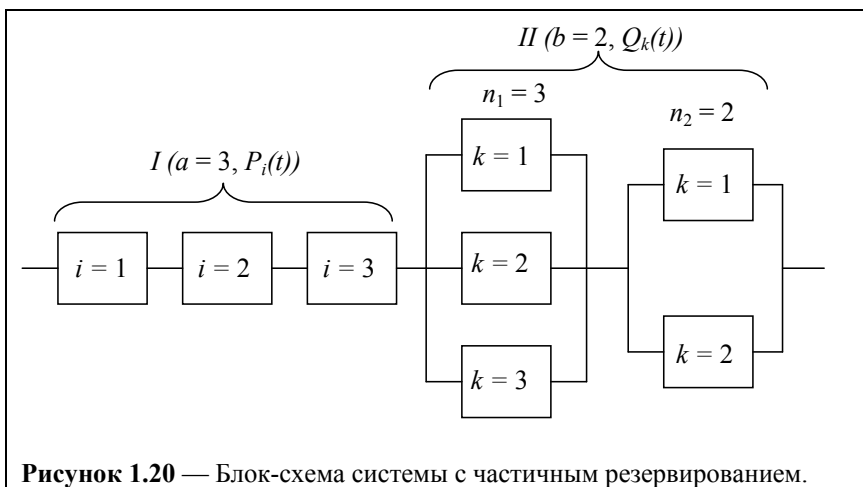 II (b = 2, Qk(t))
n1 = 3
n2 = 2
I (a = 3, Pi(t))
k = 1
k = 1
i = 1
i = 2
i = 3
k = 2
k = 3
k = 2
Рисунок 1.20 — Блок-схема системы с частичным резервированием.